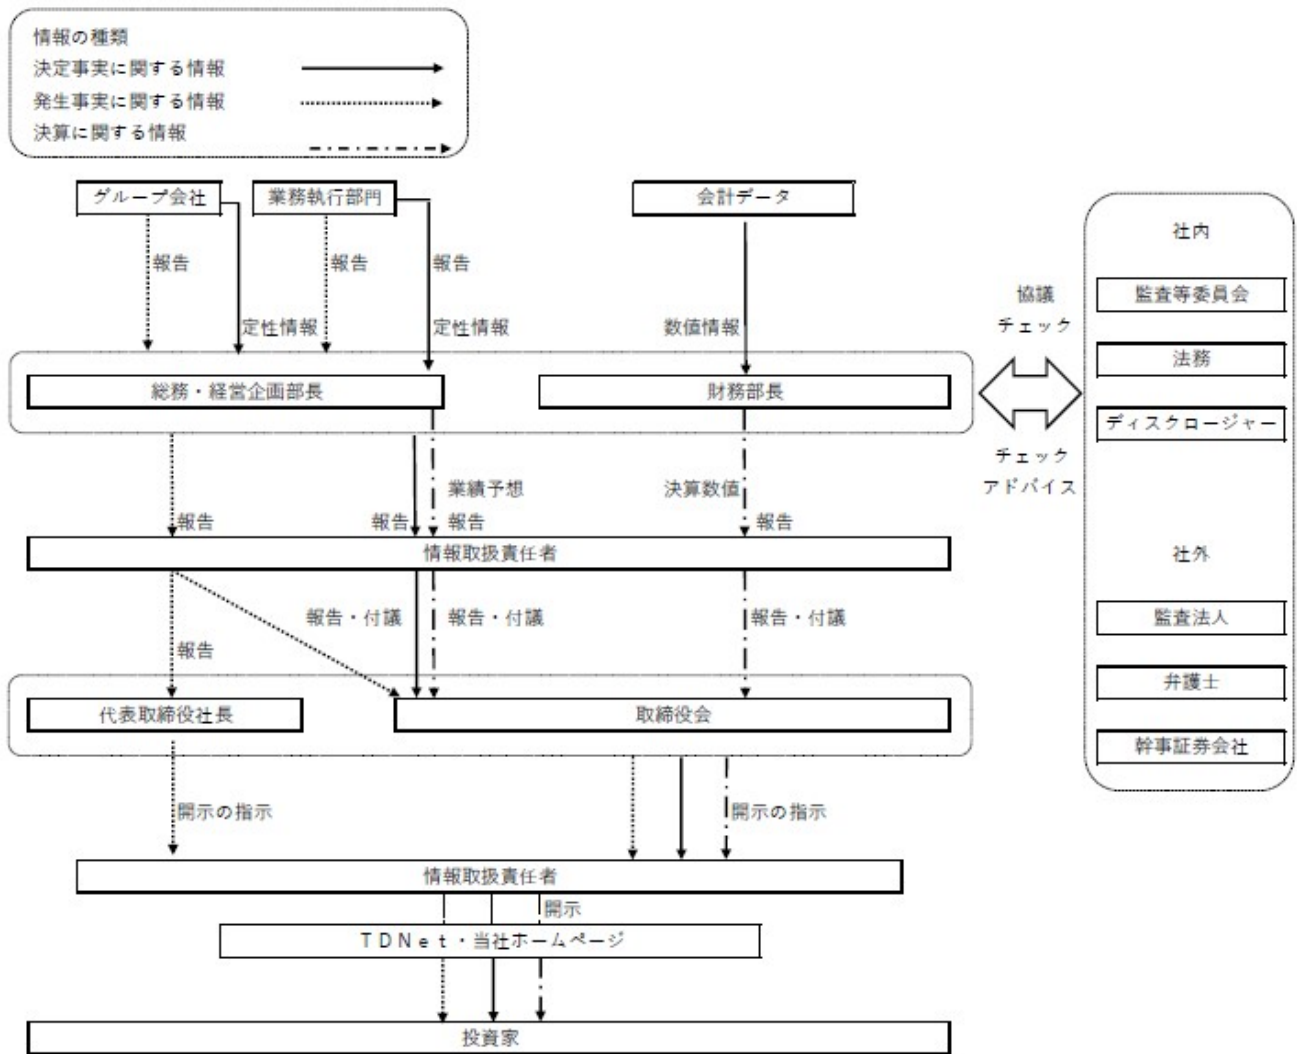 情報の種類
決定事実に関する情報
発生事実に関する情報
決算に関する情報
グループ会社
業務執行部門
会計データ
報告
報告
報告
定性情報
定性情報
数値情報
総務・経営企画部長
財務部長
業績予想
決算数値
報告
報告
報告
報告
情報取扱責任者
報告・付議
報告・付議
報告・付議
報告
代表取締役社長
取締役会
開示の指示
開示の指示
情報取扱責任者
開示
TDNet・当社ホームページ
投資家
協議
チェック
チェック
アドバイス
社内
監査等委員会
法務
ディスクロージャー
社外
監査法人
弁護士
幹事証券会社